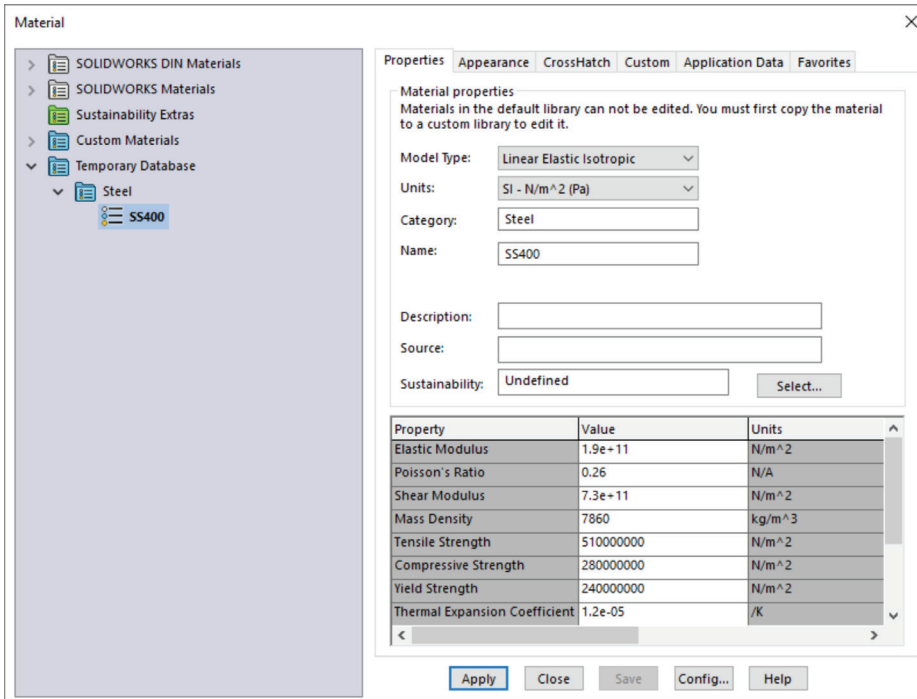 Material
SOLIDWORKS DIN Materials
SOLIDWORKS Materials
Sustainability Extras
Custom Materials
Temporary Database
Steel
SS400
Properties Appearance CrossHatch Custom Application Data Favorites
Material properties
Materials in the default library can not be edited. You must first copy the material
to a custom library to edit it.
Model Type: Linear Elastic Isotropic
Units: SI - N/m^2 (Pa)
Category: Steel
Name: SS400
Description:
Source:
Sustainability: Undefined Select...
Property Value Units
Elastic Modulus 1.9e+11 N/m^2
Poisson's Ratio 0.26 N/A
Shear Modulus 7.3e+11 N/m^2
Mass Density 7860 kg/m^3
Tensile Strength 510000000 N/m^2
Compressive Strength 280000000 N/m^2
Yield Strength 240000000 N/m^2
Thermal Expansion Coefficient 1.2e-05 /K
Apply Close Save Config... Help